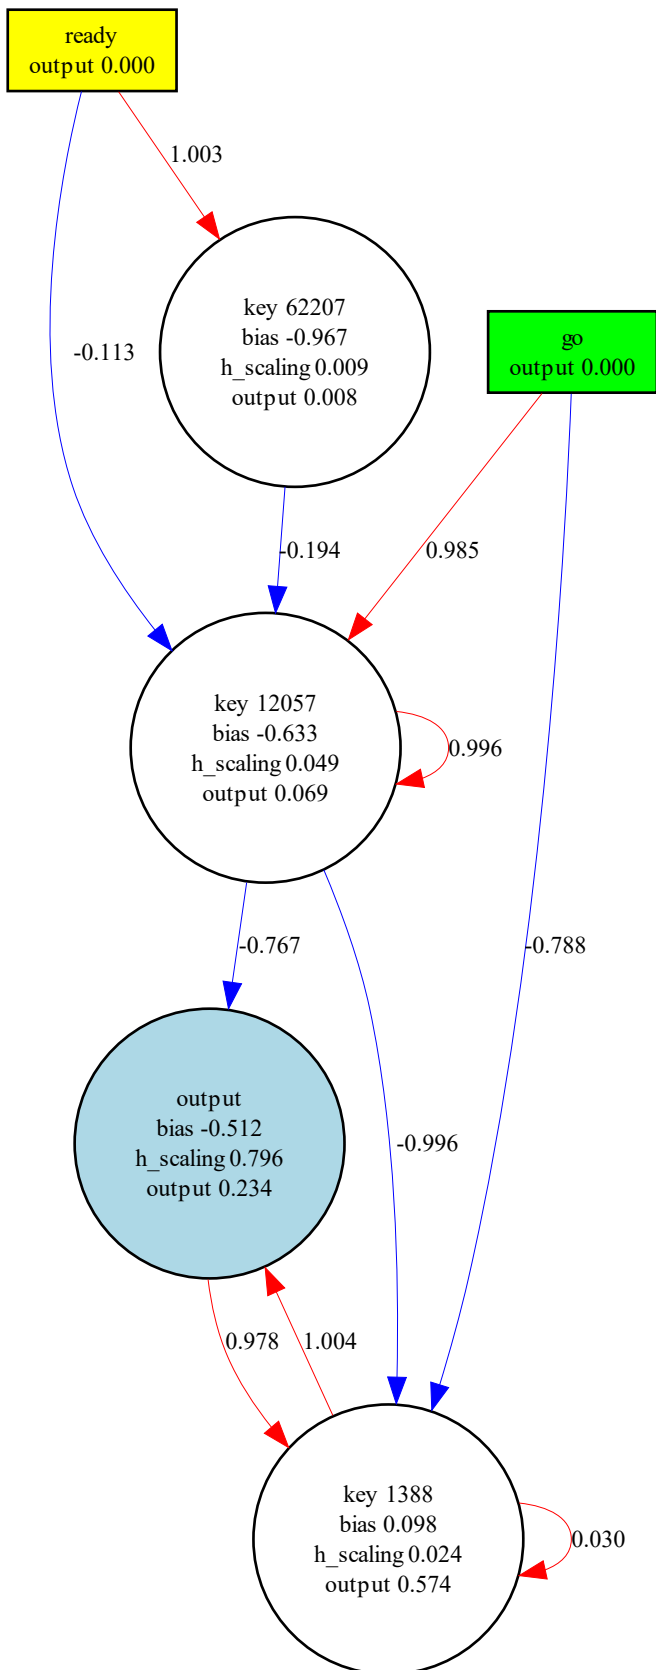 ready
output 0.000
1.003
key 62207
bias -0.967
h_scaling 0.009
output 0.008
go
output 0.000
-0.113
-0.194
0.985
key 12057
bias -0.633
h_scaling 0.049
output 0.069
0.996
-0.767
-0.788
output
bias -0.512
h_scaling 0.796
output 0.234
-0.996
0.978
1.004
key 1388
bias 0.098
h_scaling 0.024
output 0.574
0.030